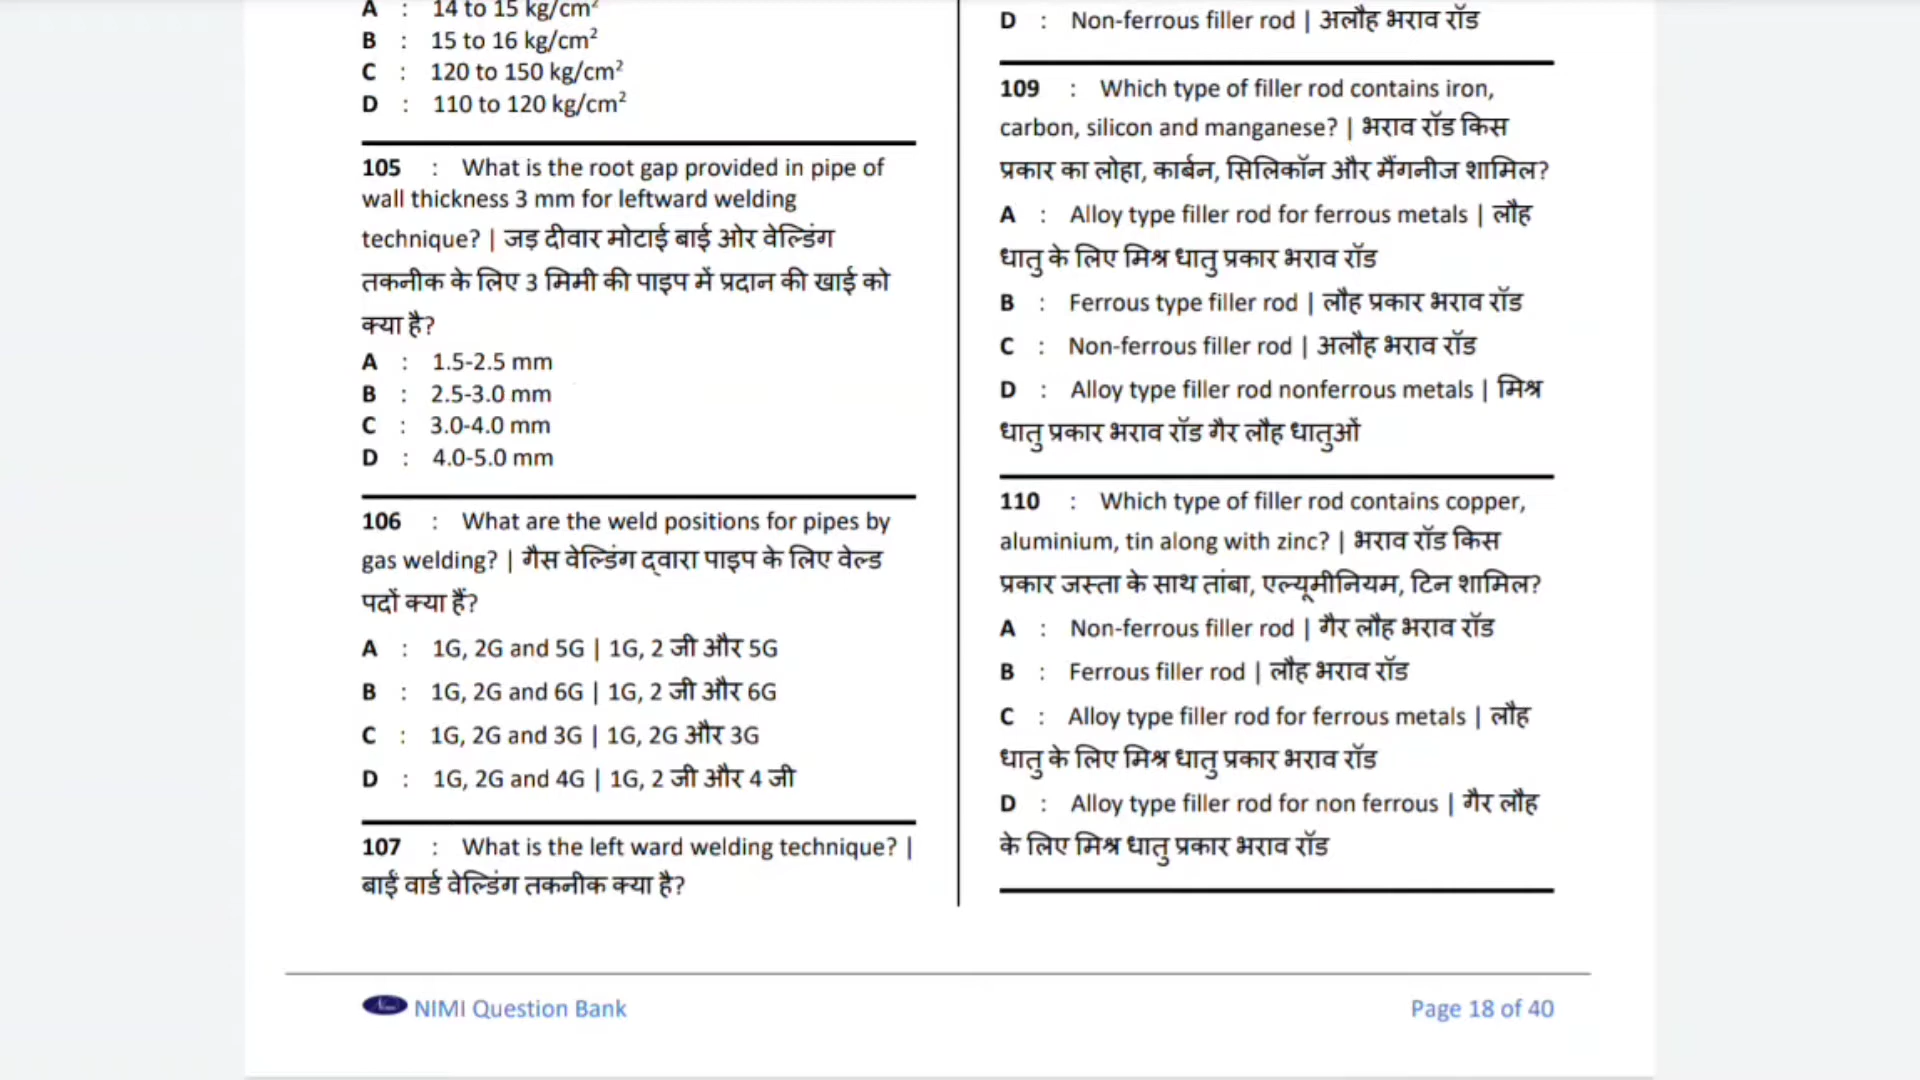 A : 14 to 15 kg/cm²
B : 15 to 16 kg/cm²
C : 120 to 150 kg/cm²
D : 110 to 120 kg/cm²
105 : What is the root gap provided in pipe of
wall thickness 3 mm for leftward welding
technique? | जड़ दीवार मोटाई बाई ओर वेल्डिंग
तकनीक के लिए 3 मिमी की पाइप में प्रदान की खाई को
क्या है?
A : 1.5-2.5 mm
B : 2.5-3.0 mm
C : 3.0-4.0 mm
D : 4.0-5.0 mm
106 : What are the weld positions for pipes by
gas welding? | गैस वेल्डिंग द्वारा पाइप के लिए वेल्ड
पदों क्या हैं?
A : 1G, 2G and 5G | 1G, 2 जी और 5G
B : 1G, 2G and 6G | 1G, 2 जी और 6G
C : 1G, 2G and 3G | 1G, 2G और 3G
D : 1G, 2G and 4G | 1G, 2 जी और 4 जी
107 : What is the left ward welding technique? |
बाईं वार्ड वेल्डिंग तकनीक क्या है?
D : Non-ferrous filler rod | अलौह भराव रॉड
109 : Which type of filler rod contains iron,
carbon, silicon and manganese? | भराव रॉड किस
प्रकार का लोहा, कार्बन, सिलिकॉन और मैंगनीज शामिल?
A : Alloy type filler rod for ferrous metals | लौह
धातु के लिए मिश्र धातु प्रकार भराव रॉड
B : Ferrous type filler rod | लौह प्रकार भराव रॉड
C : Non-ferrous filler rod | अलौह भराव रॉड
D : Alloy type filler rod nonferrous metals | मिश्र
धातु प्रकार भराव रॉड गैर लौह धातुओं
110 : Which type of filler rod contains copper,
aluminium, tin along with zinc? | भराव रॉड किस
प्रकार जस्ता के साथ तांबा, एल्यूमीनियम, टिन शामिल?
A : Non-ferrous filler rod | गैर लौह भराव रॉड
B : Ferrous filler rod | लौह भराव रॉड
C : Alloy type filler rod for ferrous metals | लौह
धातु के लिए मिश्र धातु प्रकार भराव रॉड
D : Alloy type filler rod for non ferrous | गैर लौह
के लिए मिश्र धातु प्रकार भराव रॉड
NIMI Question Bank
Page 18 of 40